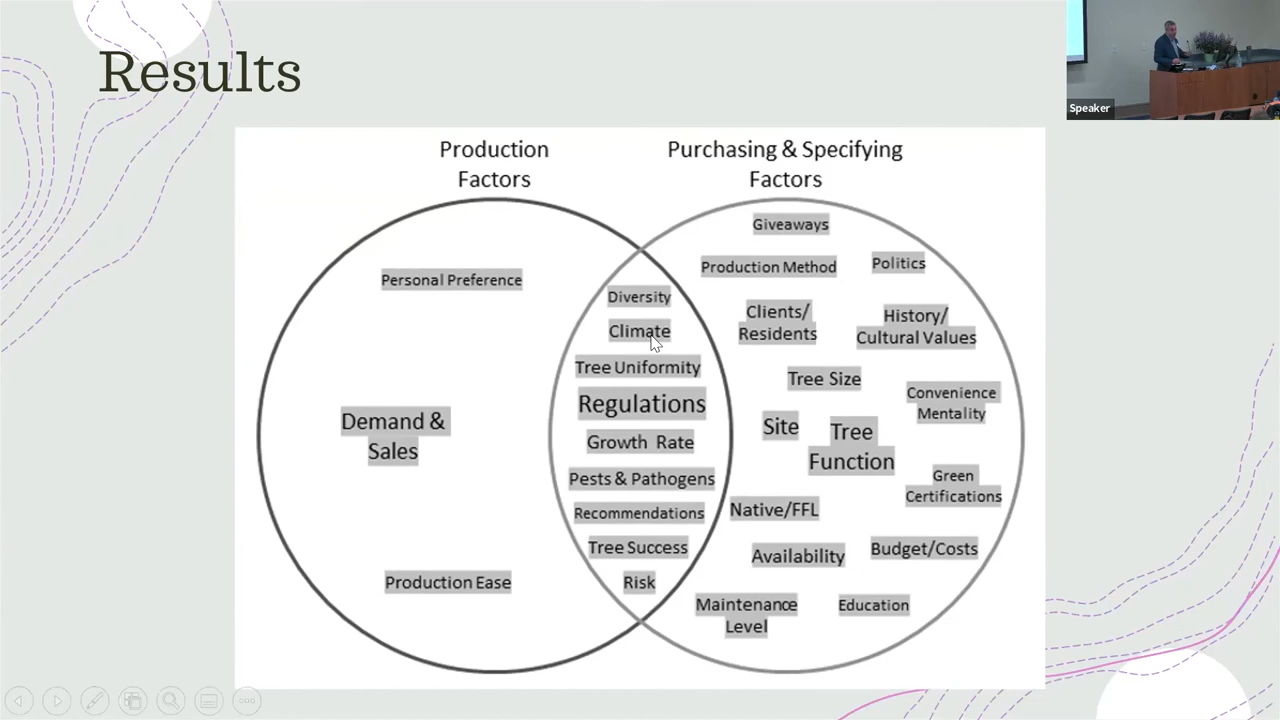 Results
Speaker
Production
Factors
Purchasing & Specifying
Factors
Personal Preference
Demand &
Sales
Production Ease
Diversity
Climate
Tree Uniformity
Regulations
Growth Rate
Pests & Pathogens
Recommendations
Tree Success
Risk
Giveaways
Production Method
Politics
Clients/
Residents
History/
Cultural Values
Tree Size
Convenience
Mentality
Site
Tree
Function
Green
Certifications
Native/FFL
Availability
Budget/Costs
Maintenance
Level
Education